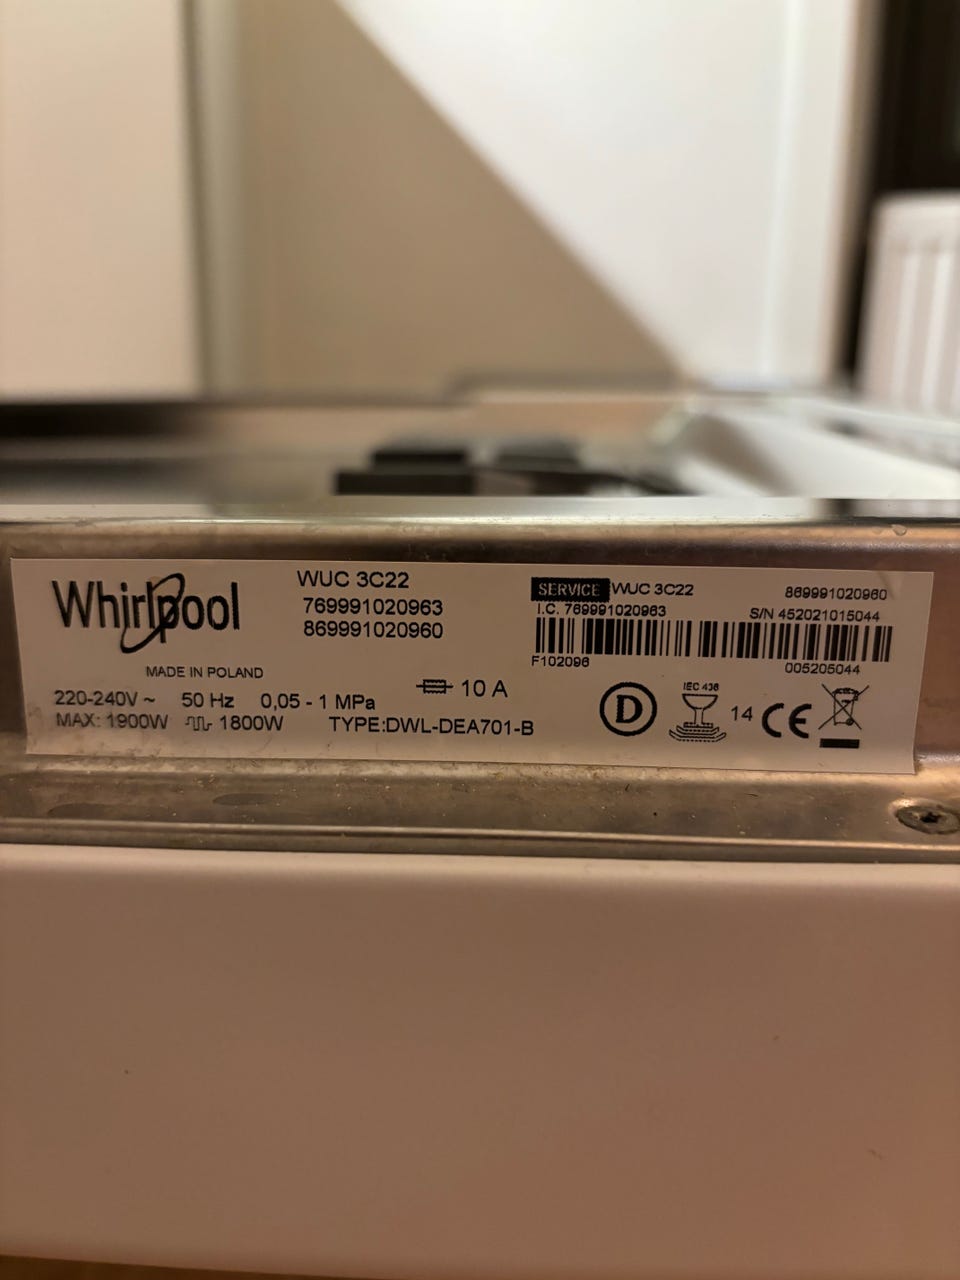 Whirlpool
WUC 3C22
769991020963
869991020960
MADE IN POLAND
220-240V ~ 50 Hz 0,05 - 1 MPa 10 A
MAX: 1900W 1800W TYPE:DWL-DEA701-B
SERVICE WUC 3C22 869991020960
I.C. 769991020963 S/N 452021015044
F102096 005205044
D
IEC 436
14 CE